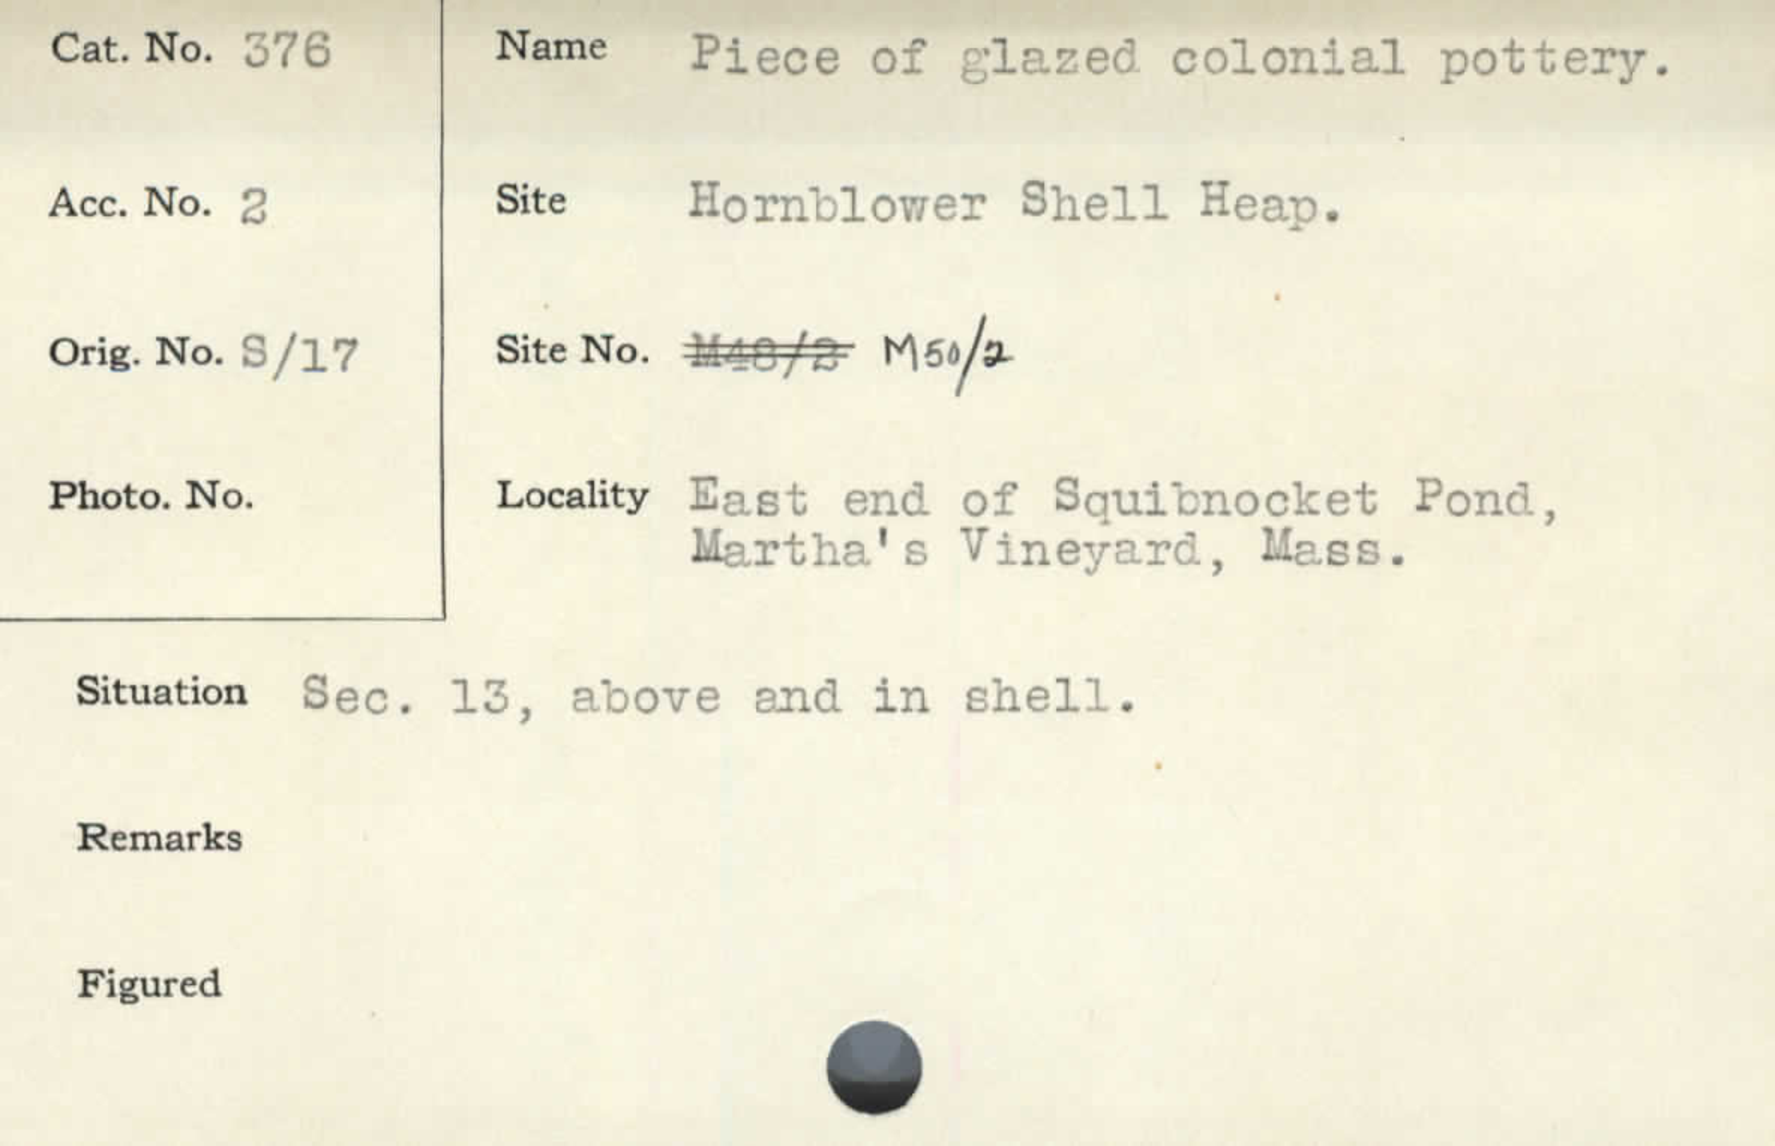 Cat. No. 376
Name Piece of glazed colonial pottery.
Acc. No. 2
Site Hornblower Shell Heap.
Orig. No. S/17
Site No. M48/2 M50/2
Photo. No.
Locality East end of Squibnocket Pond,
Martha's Vineyard, Mass.
Situation Sec. 13, above and in shell.
Remarks
Figured